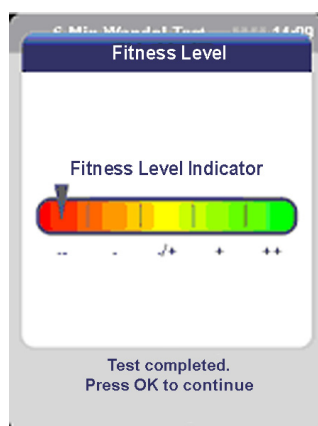 Fitness Level
Fitness Level Indicator
-- - -/+ + ++
Test completed.
Press OK to continue